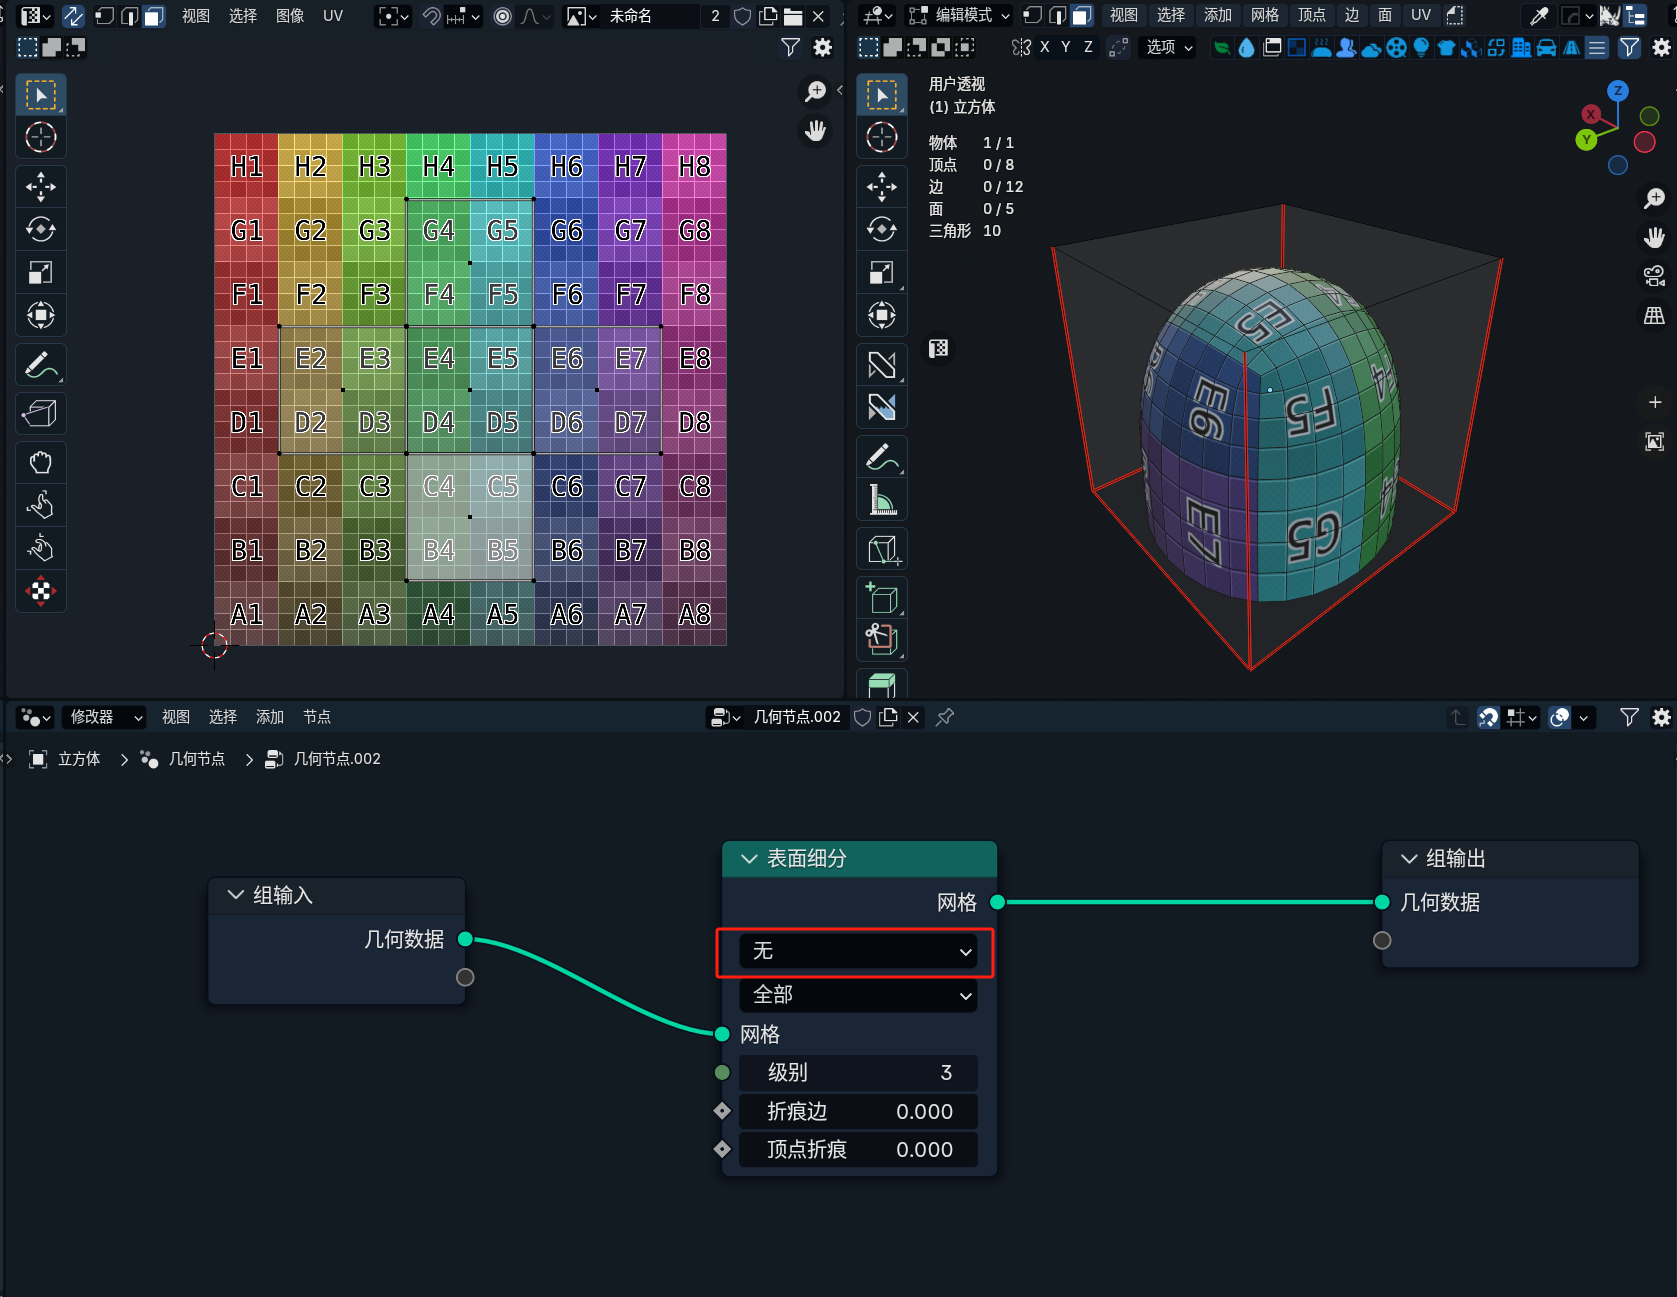 视图 选择 图像 UV 未命名 2
编辑模式 视图 选择 添加 网格 顶点 边 面 UV
X Y Z 选项
用户透视
(1) 立方体
物体 1 / 1
顶点 0 / 8
边 0 / 12
面 0 / 5
三角形 10
Z
X
Y
H1 H2 H3 H4 H5 H6 H7 H8
G1 G2 G3 G4 G5 G6 G7 G8
F1 F2 F3 F4 F5 F6 F7 F8
E1 E2 E3 E4 E5 E6 E7 E8
D1 D2 D3 D4 D5 D6 D7 D8
C1 C2 C3 C4 C5 C6 C7 C8
B1 B2 B3 B4 B5 B6 B7 B8
A1 A2 A3 A4 A5 A6 A7 A8
E5
E6 F5
E7 G5
修改器 视图 选择 添加 节点 几何节点.002
立方体 几何节点 几何节点.002
组输入
几何数据
表面细分
网格
无
全部
网格
级别 3
折痕边 0.000
顶点折痕 0.000
组输出
几何数据